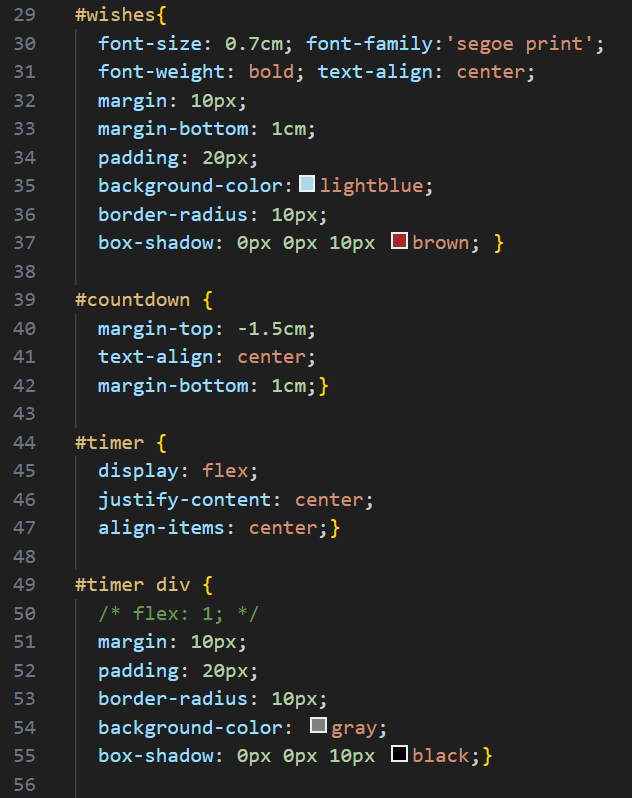 29 #wishes{
30   font-size: 0.7cm; font-family:'segoe print';
31   font-weight: bold; text-align: center;
32   margin: 10px;
33   margin-bottom: 1cm;
34   padding: 20px;
35   background-color: lightblue;
36   border-radius: 10px;
37   box-shadow: 0px 0px 10px brown; }
38
39 #countdown {
40   margin-top: -1.5cm;
41   text-align: center;
42   margin-bottom: 1cm;}
43
44 #timer {
45   display: flex;
46   justify-content: center;
47   align-items: center;}
48
49 #timer div {
50   /* flex: 1; */
51   margin: 10px;
52   padding: 20px;
53   border-radius: 10px;
54   background-color: gray;
55   box-shadow: 0px 0px 10px black;}
56